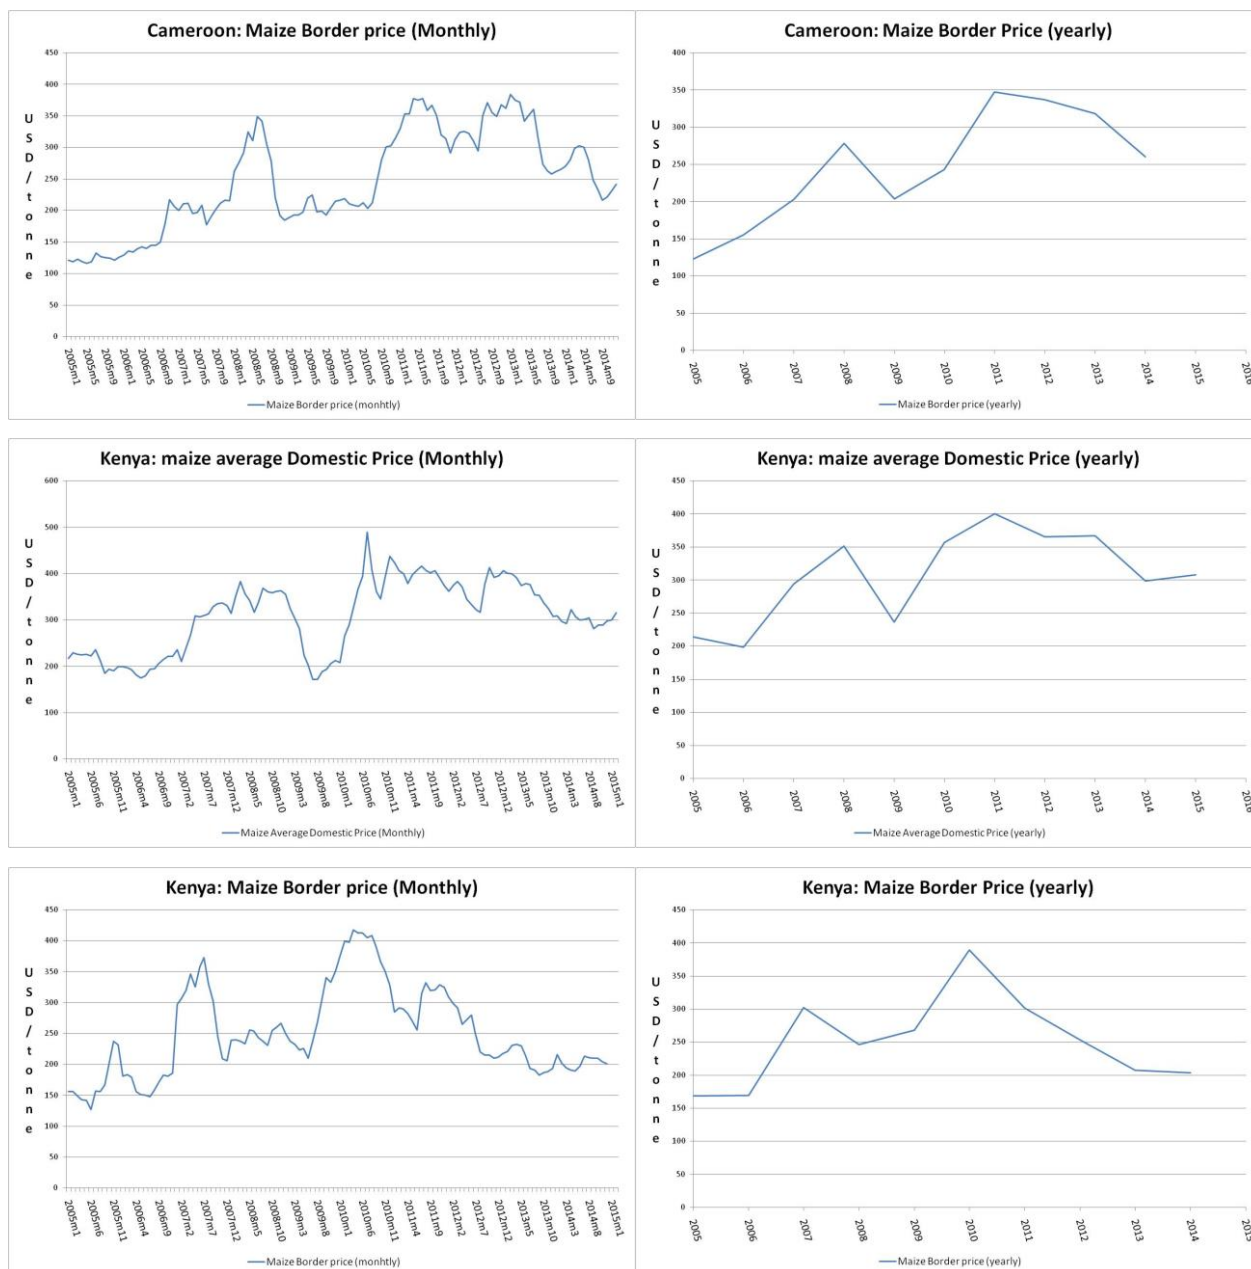 Cameroon: Maize Border price (Monthly)
450
400
350
300
250
200
150
100
50
0
USD/tonne
2005m1
2005m5
2005m9
2006m1
2006m5
2006m9
2007m1
2007m5
2007m9
2008m1
2008m5
2008m9
2009m1
2009m5
2009m9
2010m1
2010m5
2010m9
2011m1
2011m5
2011m9
2012m1
2012m5
2012m9
2013m1
2013m5
2013m9
2014m1
2014m5
2014m9
Maize Border price (monhtly)
Cameroon: Maize Border Price (yearly)
450
400
350
300
250
200
150
100
50
0
USD/tonne
2005
2006
2007
2008
2009
2010
2011
2012
2013
2014
2015
2016
Maize Border price (yearly)
Kenya: maize average Domestic Price (Monthly)
600
500
400
300
200
100
0
USD/tonne
2005m1
2005m6
2005m11
2006m4
2006m9
2007m2
2007m7
2007m12
2008m5
2008m10
2009m3
2009m8
2010m1
2010m6
2010m11
2011m4
2011m9
2012m2
2012m7
2012m12
2013m5
2013m10
2014m3
2014m8
2015m1
Maize Average Domestic Price (Monthly)
Kenya: maize average Domestic Price (yearly)
450
400
350
300
250
200
150
100
50
0
USD/tonne
2005
2006
2007
2008
2009
2010
2011
2012
2013
2014
2015
2016
Maize Average Domestic Price (yearly)
Kenya: Maize Border price (Monthly)
450
400
350
300
250
200
150
100
50
0
USD/tonne
2005m1
2005m6
2005m11
2006m4
2006m9
2007m2
2007m7
2007m12
2008m5
2008m10
2009m3
2009m8
2010m1
2010m6
2010m11
2011m4
2011m9
2012m2
2012m7
2012m12
2013m5
2013m10
2014m3
2014m8
2015m1
Maize Border price (monhtly)
Kenya: Maize Border Price (yearly)
450
400
350
300
250
200
150
100
50
0
USD/tonne
2005
2006
2007
2008
2009
2010
2011
2012
2013
2014
2015
Maize Border price (yearly)